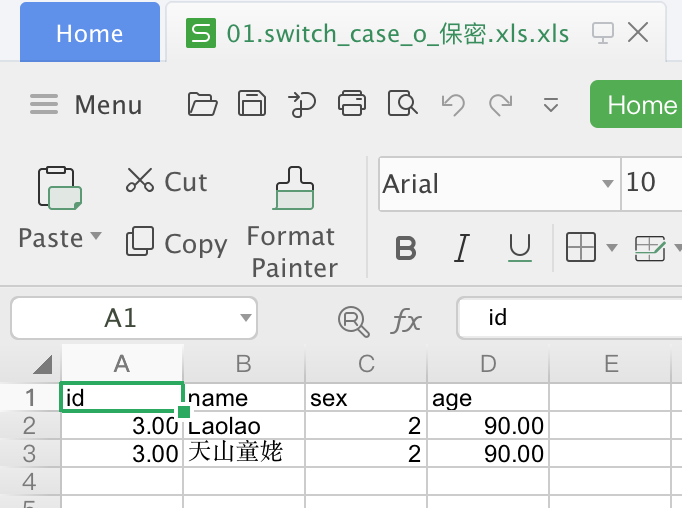 Home
01.switch_case_o_保密.xls.xls
Menu
Home
Paste
Cut
Copy
Format
Painter
Arial
10
B
I
U
A1
fx
id
A B C D E
1 id name sex age
2 3.00 Laolao 2 90.00
3 3.00 天山童姥 2 90.00
4
5